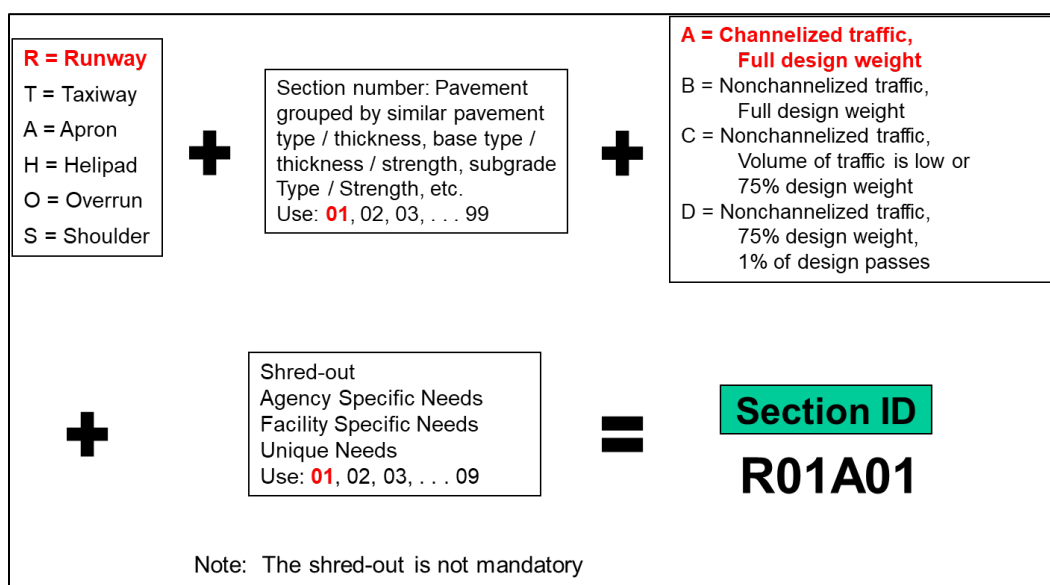 R = Runway
T = Taxiway
A = Apron
H = Helipad
O = Overrun
S = Shoulder
+
Section number: Pavement
grouped by similar pavement
type / thickness, base type /
thickness / strength, subgrade
Type / Strength, etc.
Use: 01, 02, 03, . . . 99
+
A = Channelized traffic,
Full design weight
B = Nonchannelized traffic,
Full design weight
C = Nonchannelized traffic,
Volume of traffic is low or
75% design weight
D = Nonchannelized traffic,
75% design weight,
1% of design passes
+
Shred-out
Agency Specific Needs
Facility Specific Needs
Unique Needs
Use: 01, 02, 03, . . . 09
=
Section ID
R01A01
Note: The shred-out is not mandatory